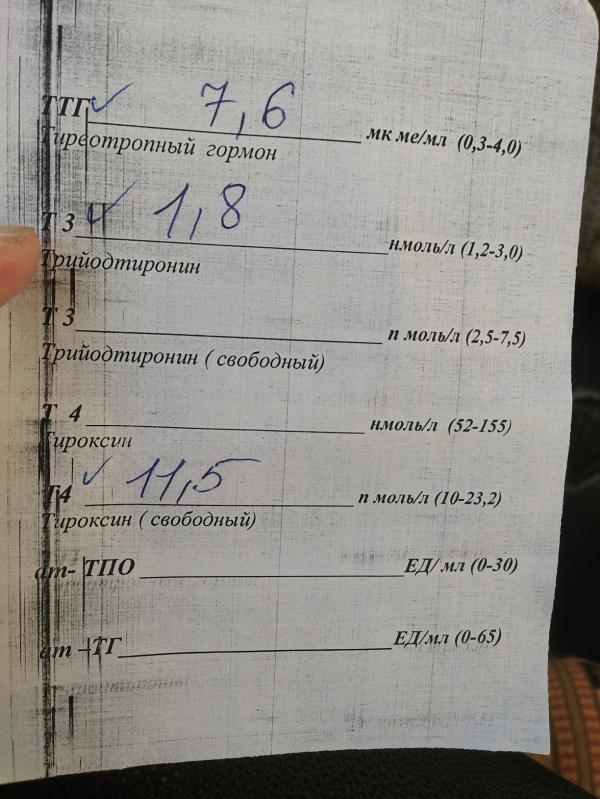 ТТГ ✓ 7,6 мк ме/мл (0,3-4,0)
Тиреотропный гормон
Т 3 ✓ 1,8 нмоль/л (1,2-3,0)
Трийодтиронин
Т 3 п моль/л (2,5-7,5)
Трийодтиронин ( свободный)
Т 4 нмоль/л (52-155)
Тироксин
Т4 ✓ 11,5 п моль/л (10-23,2)
Тироксин ( свободный)
ат- ТПО ЕД/ мл (0-30)
ат –ТГ ЕД/мл (0-65)